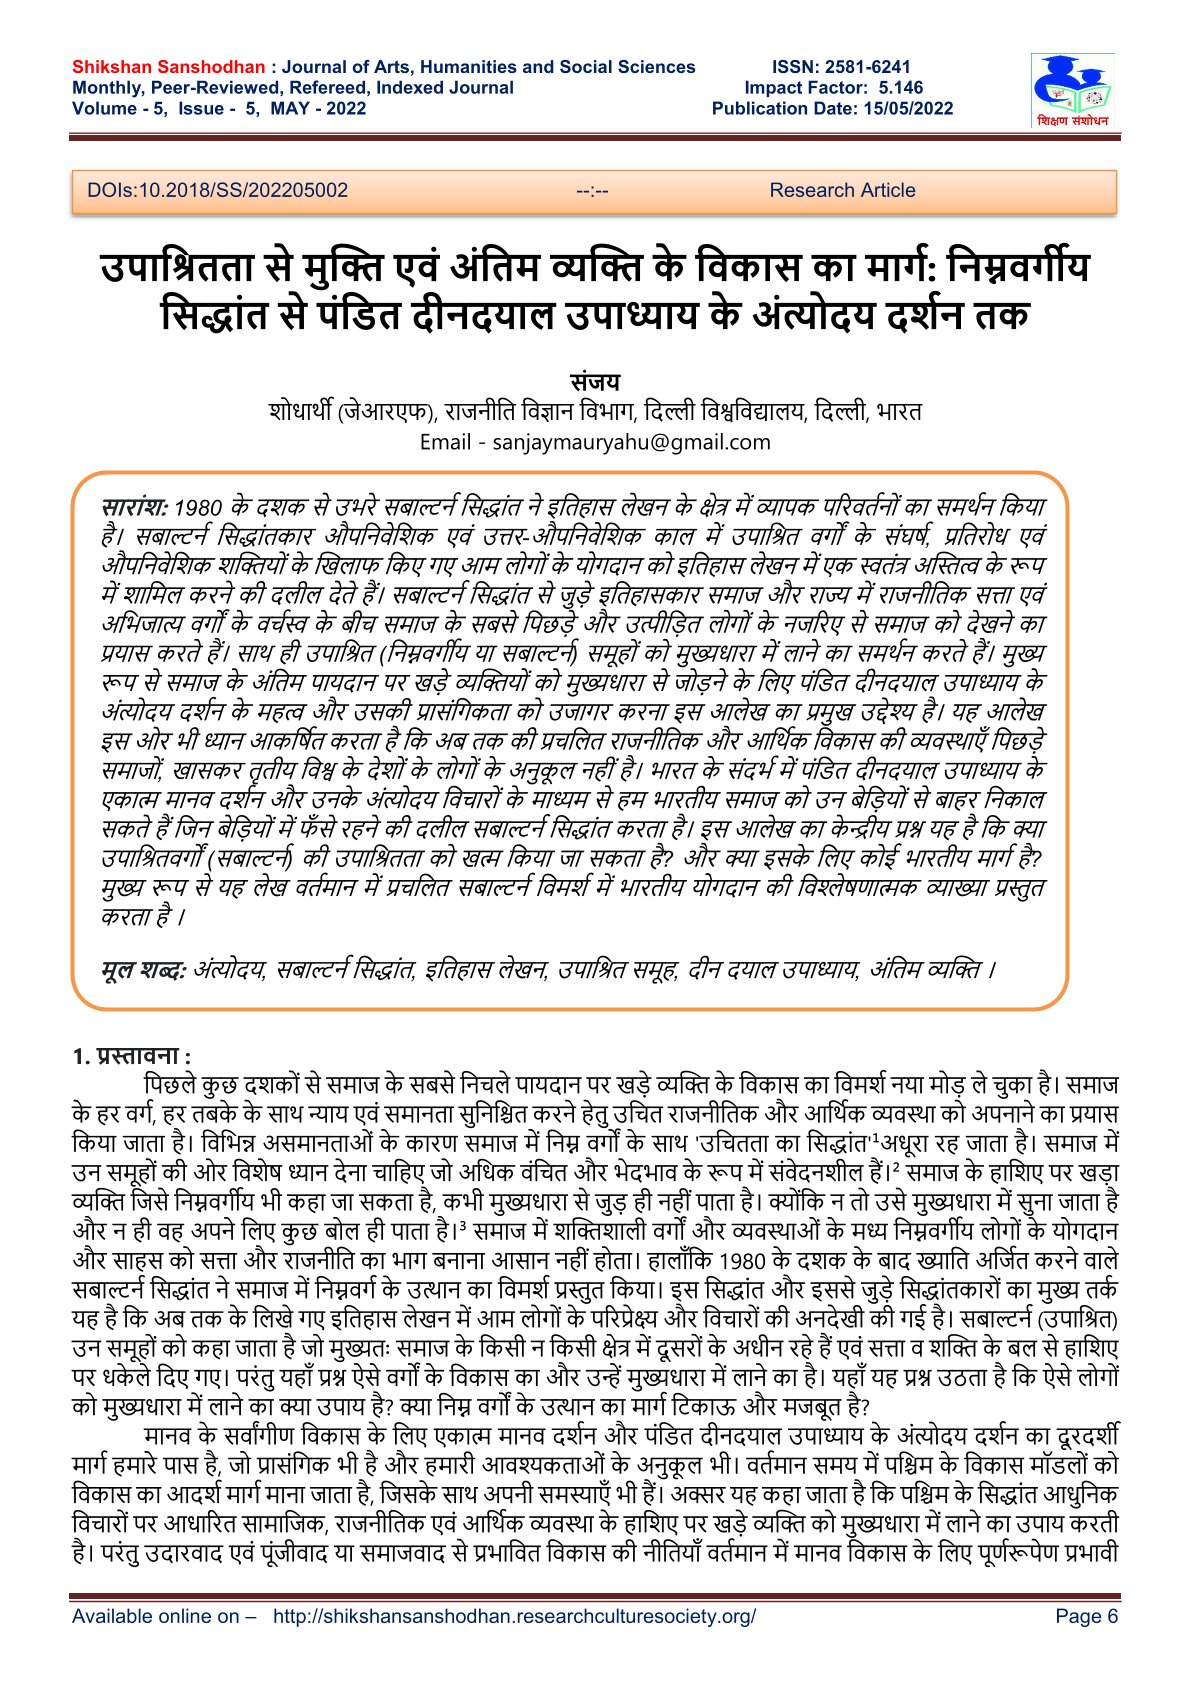 Shikshan Sanshodhan : Journal of Arts, Humanities and Social Sciences ISSN: 2581-6241
Monthly, Peer-Reviewed, Refereed, Indexed Journal Impact Factor: 5.146
Volume - 5, Issue - 5, MAY - 2022 Publication Date: 15/05/2022
शिक्षण संशोधन
DOIs:10.2018/SS/202205002 --:-- Research Article
उपाश्रितता से मुक्ति एवं अंतिम व्यक्ति के विकास का मार्ग: निम्नवर्गीय
सिद्धांत से पंडित दीनदयाल उपाध्याय के अंत्योदय दर्शन तक
संजय
शोधार्थी (जेआरएफ), राजनीति विज्ञान विभाग, दिल्ली विश्वविद्यालय, दिल्ली, भारत
Email - sanjaymauryahu@gmail.com
सारांश: 1980 के दशक से उभरे सबाल्टर्न सिद्धांत ने इतिहास लेखन के क्षेत्र में व्यापक परिवर्तनों का समर्थन किया
है। सबाल्टर्न सिद्धांतकार औपनिवेशिक एवं उत्तर-औपनिवेशिक काल में उपाश्रित वर्गों के संघर्ष, प्रतिरोध एवं
औपनिवेशिक शक्तियों के खिलाफ किए गए आम लोगों के योगदान को इतिहास लेखन में एक स्वतंत्र अस्तित्व के रूप
में शामिल करने की दलील देते हैं। सबाल्टर्न सिद्धांत से जुड़े इतिहासकार समाज और राज्य में राजनीतिक सत्ता एवं
अभिजात्य वर्गों के वर्चस्व के बीच समाज के सबसे पिछड़े और उत्पीड़ित लोगों के नजरिए से समाज को देखने का
प्रयास करते हैं। साथ ही उपाश्रित (निम्नवर्गीय या सबाल्टर्न) समूहों को मुख्यधारा में लाने का समर्थन करते हैं। मुख्य
रूप से समाज के अंतिम पायदान पर खड़े व्यक्तियों को मुख्यधारा से जोड़ने के लिए पंडित दीनदयाल उपाध्याय के
अंत्योदय दर्शन के महत्व और उसकी प्रासंगिकता को उजागर करना इस आलेख का प्रमुख उद्देश्य है। यह आलेख
इस ओर भी ध्यान आकर्षित करता है कि अब तक की प्रचलित राजनीतिक और आर्थिक विकास की व्यवस्थाएँ पिछड़े
समाजों, खासकर तृतीय विश्व के देशों के लोगों के अनुकूल नहीं है। भारत के संदर्भ में पंडित दीनदयाल उपाध्याय के
एकात्म मानव दर्शन और उनके अंत्योदय विचारों के माध्यम से हम भारतीय समाज को उन बेड़ियों से बाहर निकाल
सकते हैं जिन बेड़ियों में फँसे रहने की दलील सबाल्टर्न सिद्धांत करता है। इस आलेख का केन्द्रीय प्रश्न यह है कि क्या
उपाश्रितवर्गों (सबाल्टर्न) की उपाश्रितता को खत्म किया जा सकता है? और क्या इसके लिए कोई भारतीय मार्ग है?
मुख्य रूप से यह लेख वर्तमान में प्रचलित सबाल्टर्न विमर्श में भारतीय योगदान की विश्लेषणात्मक व्याख्या प्रस्तुत
करता है ।
मूल शब्द: अंत्योदय, सबाल्टर्न सिद्धांत, इतिहास लेखन, उपाश्रित समूह, दीन दयाल उपाध्याय, अंतिम व्यक्ति ।
1. प्रस्तावना :
पिछले कुछ दशकों से समाज के सबसे निचले पायदान पर खड़े व्यक्ति के विकास का विमर्श नया मोड़ ले चुका है। समाज
के हर वर्ग, हर तबके के साथ न्याय एवं समानता सुनिश्चित करने हेतु उचित राजनीतिक और आर्थिक व्यवस्था को अपनाने का प्रयास
किया जाता है। विभिन्न असमानताओं के कारण समाज में निम्न वर्गों के साथ 'उचितता का सिद्धांत'¹अधूरा रह जाता है। समाज में
उन समूहों की ओर विशेष ध्यान देना चाहिए जो अधिक वंचित और भेदभाव के रूप में संवेदनशील हैं।² समाज के हाशिए पर खड़ा
व्यक्ति जिसे निम्नवर्गीय भी कहा जा सकता है, कभी मुख्यधारा से जुड़ ही नहीं पाता है। क्योंकि न तो उसे मुख्यधारा में सुना जाता है
और न ही वह अपने लिए कुछ बोल ही पाता है।³ समाज में शक्तिशाली वर्गों और व्यवस्थाओं के मध्य निम्नवर्गीय लोगों के योगदान
और साहस को सत्ता और राजनीति का भाग बनाना आसान नहीं होता। हालाँकि 1980 के दशक के बाद ख्याति अर्जित करने वाले
सबाल्टर्न सिद्धांत ने समाज में निम्नवर्ग के उत्थान का विमर्श प्रस्तुत किया। इस सिद्धांत और इससे जुड़े सिद्धांतकारों का मुख्य तर्क
यह है कि अब तक के लिखे गए इतिहास लेखन में आम लोगों के परिप्रेक्ष्य और विचारों की अनदेखी की गई है। सबाल्टर्न (उपाश्रित)
उन समूहों को कहा जाता है जो मुख्यतः समाज के किसी न किसी क्षेत्र में दूसरों के अधीन रहे हैं एवं सत्ता व शक्ति के बल से हाशिए
पर धकेले दिए गए। परंतु यहाँ प्रश्न ऐसे वर्गों के विकास का और उन्हें मुख्यधारा में लाने का है। यहाँ यह प्रश्न उठता है कि ऐसे लोगों
को मुख्यधारा में लाने का क्या उपाय है? क्या निम्न वर्गों के उत्थान का मार्ग टिकाऊ और मजबूत है?
मानव के सर्वांगीण विकास के लिए एकात्म मानव दर्शन और पंडित दीनदयाल उपाध्याय के अंत्योदय दर्शन का दूरदर्शी
मार्ग हमारे पास है, जो प्रासंगिक भी है और हमारी आवश्यकताओं के अनुकूल भी। वर्तमान समय में पश्चिम के विकास मॉडलों को
विकास का आदर्श मार्ग माना जाता है, जिसके साथ अपनी समस्याएँ भी हैं। अक्सर यह कहा जाता है कि पश्चिम के सिद्धांत आधुनिक
विचारों पर आधारित सामाजिक, राजनीतिक एवं आर्थिक व्यवस्था के हाशिए पर खड़े व्यक्ति को मुख्यधारा में लाने का उपाय करती
है। परंतु उदारवाद एवं पूंजीवाद या समाजवाद से प्रभावित विकास की नीतियाँ वर्तमान में मानव विकास के लिए पूर्णरूपेण प्रभावी
Available online on – http://shikshansanshodhan.researchculturesociety.org/ Page 6